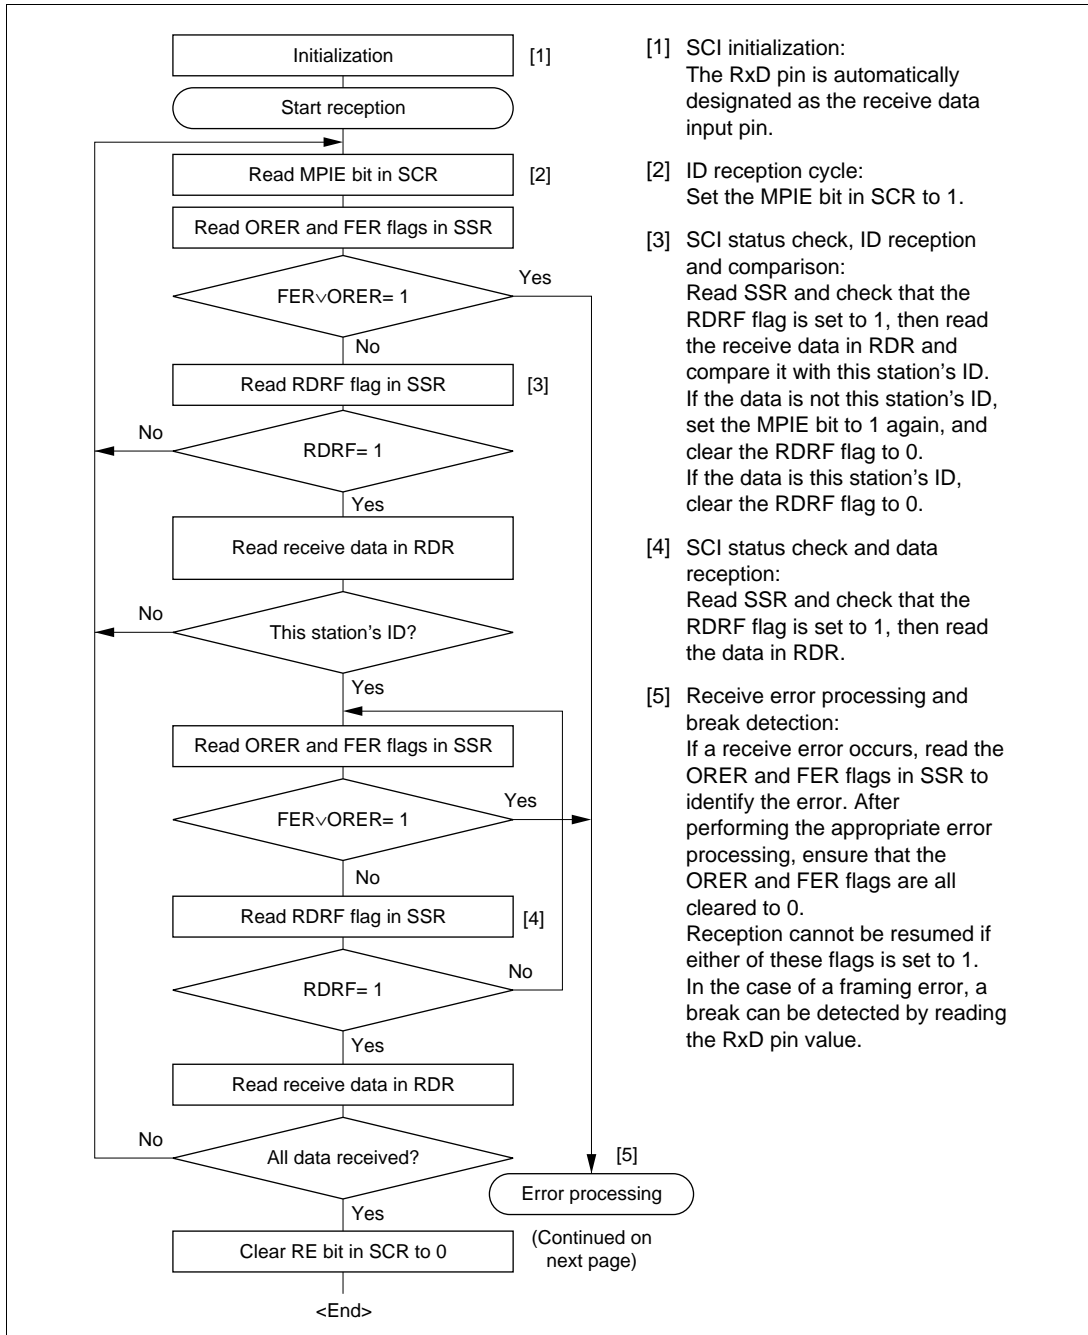 Initialization
[1]
Start reception
Read MPIE bit in SCR
[2]
Read ORER and FER flags in SSR
Yes
FER∨ORER= 1
No
Read RDRF flag in SSR
[3]
No
RDRF= 1
Yes
Read receive data in RDR
No
This station's ID?
Yes
Read ORER and FER flags in SSR
Yes
FER∨ORER= 1
No
Read RDRF flag in SSR
[4]
No
RDRF= 1
Yes
Read receive data in RDR
No
All data received?
[5]
Error processing
Yes
(Continued on
next page)
Clear RE bit in SCR to 0
<End>
[1] SCI initialization:
The RxD pin is automatically
designated as the receive data
input pin.
[2] ID reception cycle:
Set the MPIE bit in SCR to 1.
[3] SCI status check, ID reception
and comparison:
Read SSR and check that the
RDRF flag is set to 1, then read
the receive data in RDR and
compare it with this station's ID.
If the data is not this station's ID,
set the MPIE bit to 1 again, and
clear the RDRF flag to 0.
If the data is this station's ID,
clear the RDRF flag to 0.
[4] SCI status check and data
reception:
Read SSR and check that the
RDRF flag is set to 1, then read
the data in RDR.
[5] Receive error processing and
break detection:
If a receive error occurs, read the
ORER and FER flags in SSR to
identify the error. After
performing the appropriate error
processing, ensure that the
ORER and FER flags are all
cleared to 0.
Reception cannot be resumed if
either of these flags is set to 1.
In the case of a framing error, a
break can be detected by reading
the RxD pin value.